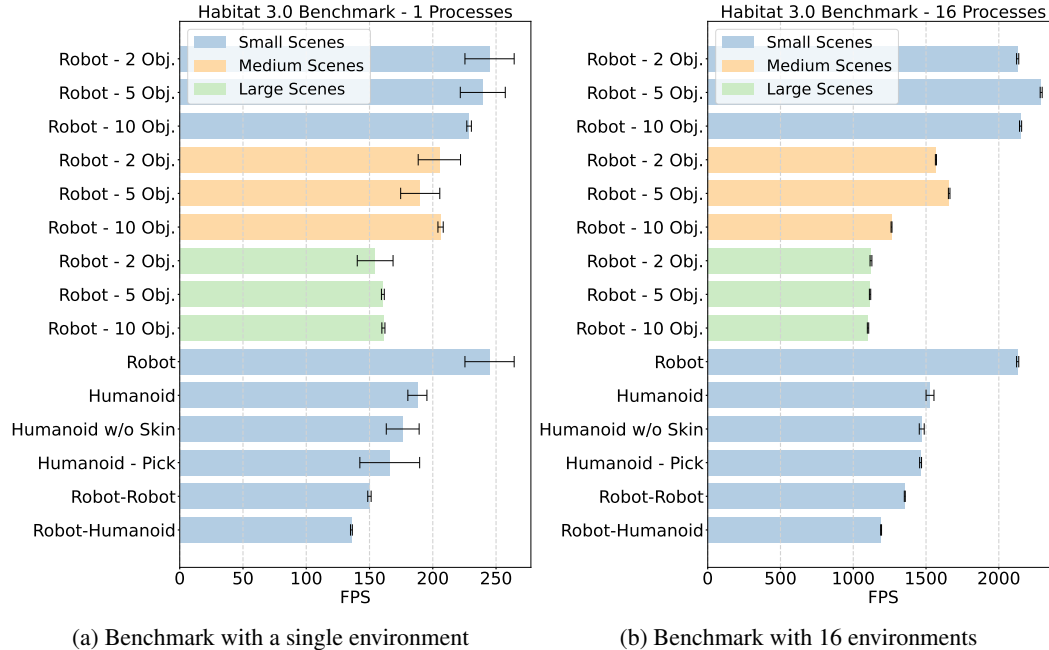 Habitat 3.0 Benchmark - 1 Processes
Small Scenes
Medium Scenes
Large Scenes
Robot - 2 Obj.
Robot - 5 Obj.
Robot - 10 Obj.
Robot - 2 Obj.
Robot - 5 Obj.
Robot - 10 Obj.
Robot - 2 Obj.
Robot - 5 Obj.
Robot - 10 Obj.
Robot
Humanoid
Humanoid w/o Skin
Humanoid - Pick
Robot-Robot
Robot-Humanoid
0 50 100 150 200 250
FPS
(a) Benchmark with a single environment
Habitat 3.0 Benchmark - 16 Processes
Small Scenes
Medium Scenes
Large Scenes
Robot - 2 Obj.
Robot - 5 Obj.
Robot - 10 Obj.
Robot - 2 Obj.
Robot - 5 Obj.
Robot - 10 Obj.
Robot - 2 Obj.
Robot - 5 Obj.
Robot - 10 Obj.
Robot
Humanoid
Humanoid w/o Skin
Humanoid - Pick
Robot-Robot
Robot-Humanoid
0 500 1000 1500 2000
FPS
(b) Benchmark with 16 environments